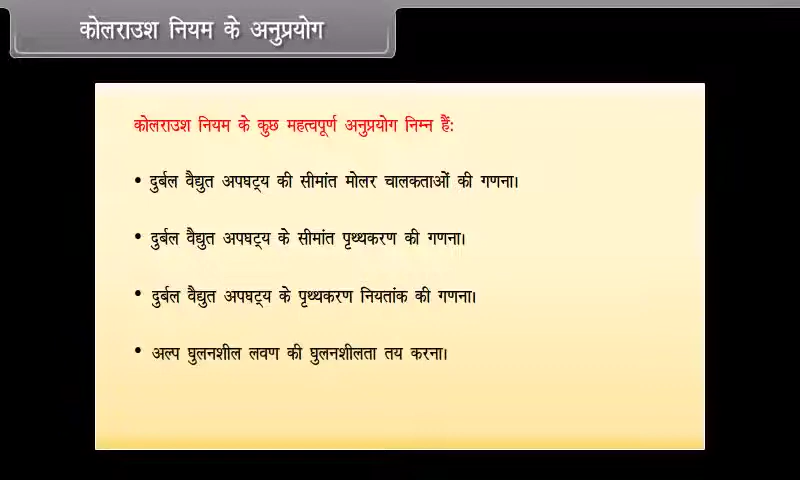 कोलराउश नियम के अनुप्रयोग
कोलराउश नियम के कुछ महत्वपूर्ण अनुप्रयोग निम्न हैं:
• दुर्बल वैद्युत अपघट्य की सीमांत मोलर चालकताओं की गणना।
• दुर्बल वैद्युत अपघट्य के सीमांत पृथ्थकरण की गणना।
• दुर्बल वैद्युत अपघट्य के पृथ्थकरण नियतांक की गणना।
• अल्प घुलनशील लवण की घुलनशीलता तय करना।